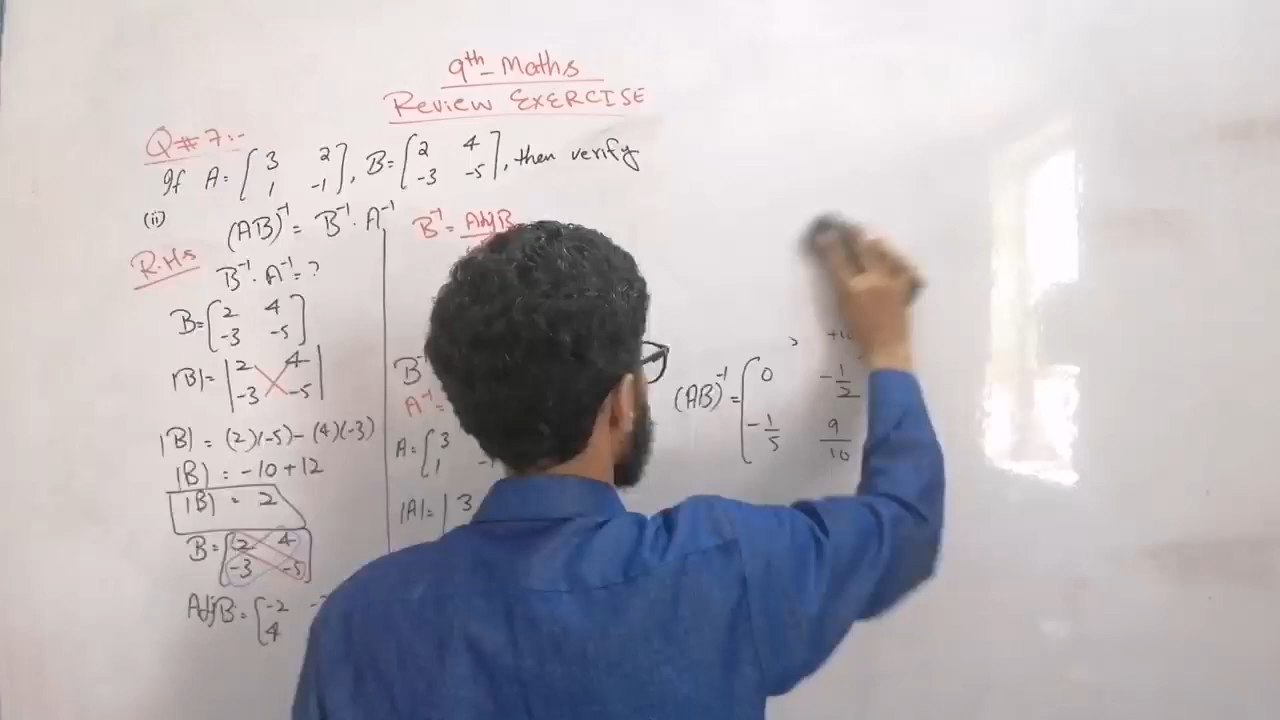 9th Maths
Review EXERCISE
Q#7:-
If A = [3 2 / 1 -1], B = [2 4 / -3 -5], then verify
(ii) (AB)⁻¹ = B⁻¹ · A⁻¹
R.H.s
B⁻¹ · A⁻¹ = ?
B = [2 4 / -3 -5]
|B| = |2 4 / -3 -5|
|B| = (2)(-5) - (4)(-3)
|B| = -10 + 12
|B| = 2
B = [2 4 / -3 -5]
AdjB = [-2 / 4
B⁻¹ = AdjB
B⁻¹
A⁻¹ =
A = [3 / 1
|A| = |3
(AB)⁻¹ = [0 -1/2 / -1/5 9/10